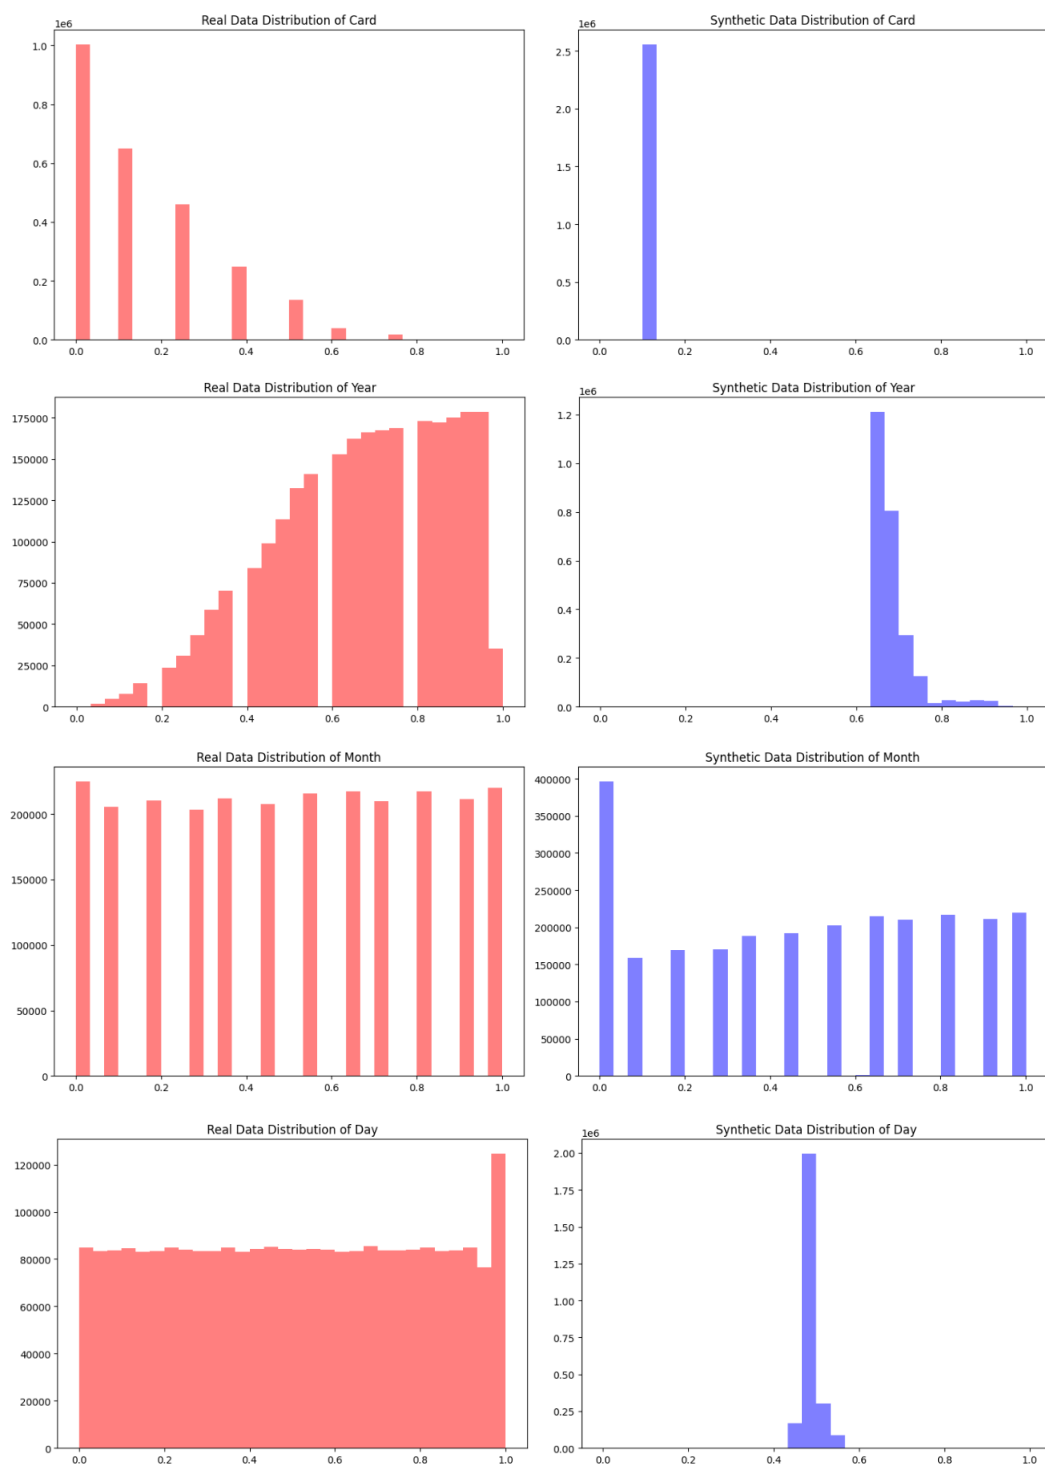 Real Data Distribution of Card
1e6
1.0
0.8
0.6
0.4
0.2
0.0
0.0 0.2 0.4 0.6 0.8 1.0
Synthetic Data Distribution of Card
1e6
2.5
2.0
1.5
1.0
0.5
0.0
0.0 0.2 0.4 0.6 0.8 1.0
Real Data Distribution of Year
175000
150000
125000
100000
75000
50000
25000
0
0.0 0.2 0.4 0.6 0.8 1.0
Synthetic Data Distribution of Year
1e6
1.2
1.0
0.8
0.6
0.4
0.2
0.0
0.0 0.2 0.4 0.6 0.8 1.0
Real Data Distribution of Month
200000
150000
100000
50000
0
0.0 0.2 0.4 0.6 0.8 1.0
Synthetic Data Distribution of Month
400000
350000
300000
250000
200000
150000
100000
50000
0
0.0 0.2 0.4 0.6 0.8 1.0
Real Data Distribution of Day
120000
100000
80000
60000
40000
20000
0
0.0 0.2 0.4 0.6 0.8 1.0
Synthetic Data Distribution of Day
1e6
2.00
1.75
1.50
1.25
1.00
0.75
0.50
0.25
0.00
0.0 0.2 0.4 0.6 0.8 1.0